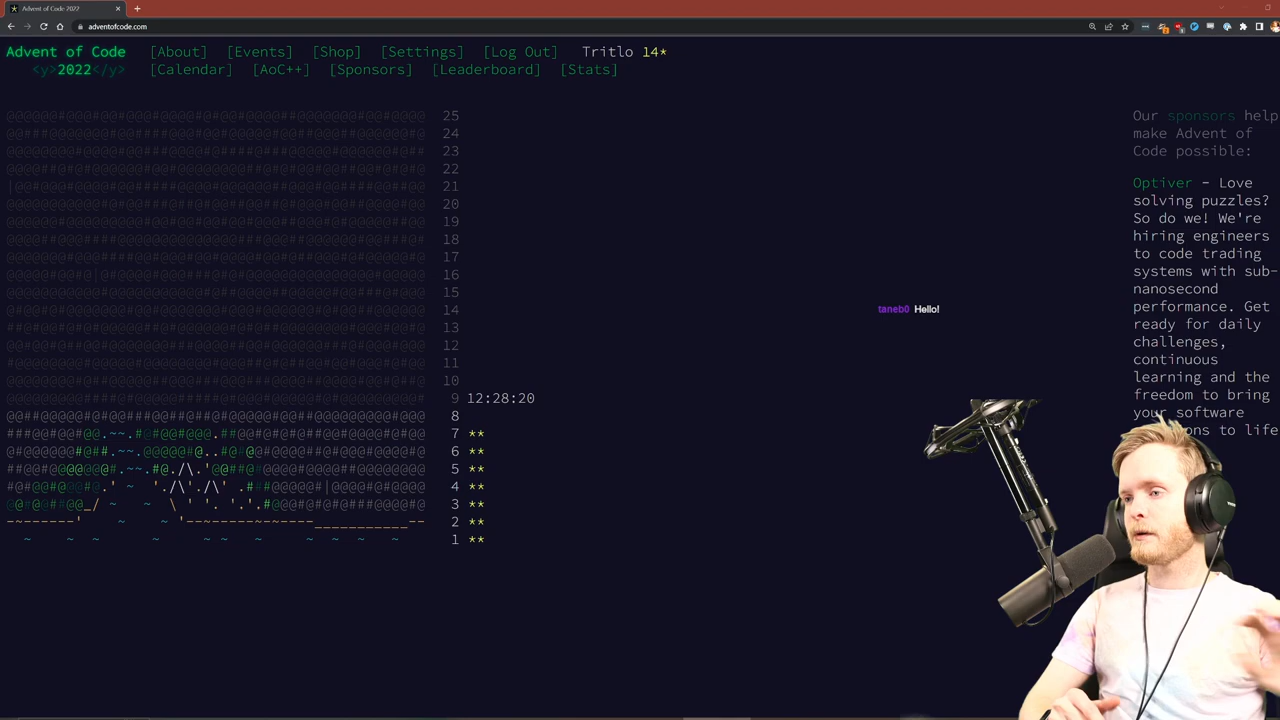 Advent of Code 2022
adventofcode.com
Advent of Code [About] [Events] [Shop] [Settings] [Log Out] Tritlo 14*
<y>2022</y> [Calendar] [AoC++] [Sponsors] [Leaderboard] [Stats]
25
24
23
22
21
20
19
18
17
16
15
14
13
12
11
10
9 12:28:20
8
7 **
6 **
5 **
4 **
3 **
2 **
1 **
taneb0 Hello!
Our sponsors help
make Advent of
Code possible:
Optiver - Love
solving puzzles?
So do we! We're
hiring engineers
to code trading
systems with sub-
nanosecond
performance. Get
ready for daily
challenges,
continuous
learning and the
freedom to bring
your software
to life